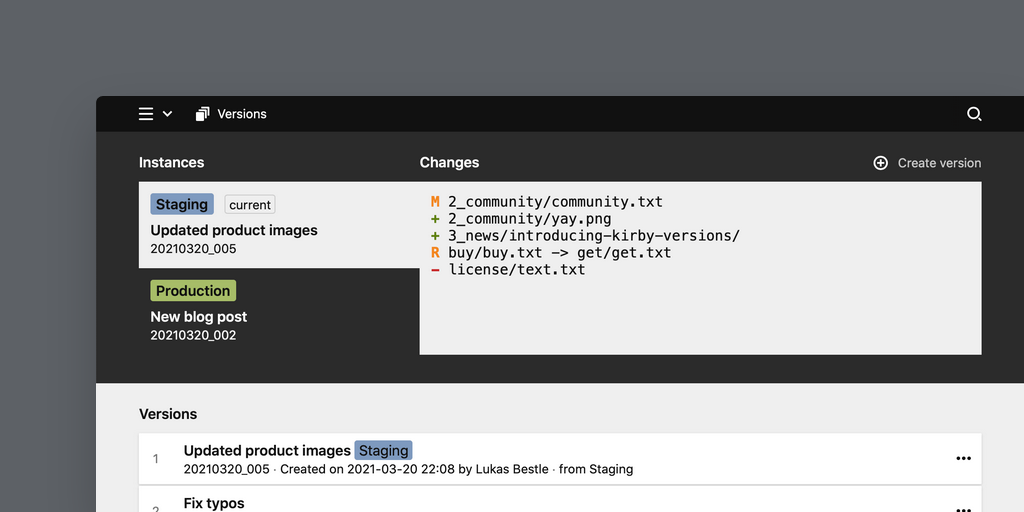 Versions
Instances
Changes
Create version
Staging current
Updated product images
20210320_005
Production
New blog post
20210320_002
M 2_community/community.txt
+ 2_community/yay.png
+ 3_news/introducing-kirby-versions/
R buy/buy.txt -> get/get.txt
- license/text.txt
Versions
1
Updated product images Staging
20210320_005 · Created on 2021-03-20 22:08 by Lukas Bestle · from Staging
2
Fix typos